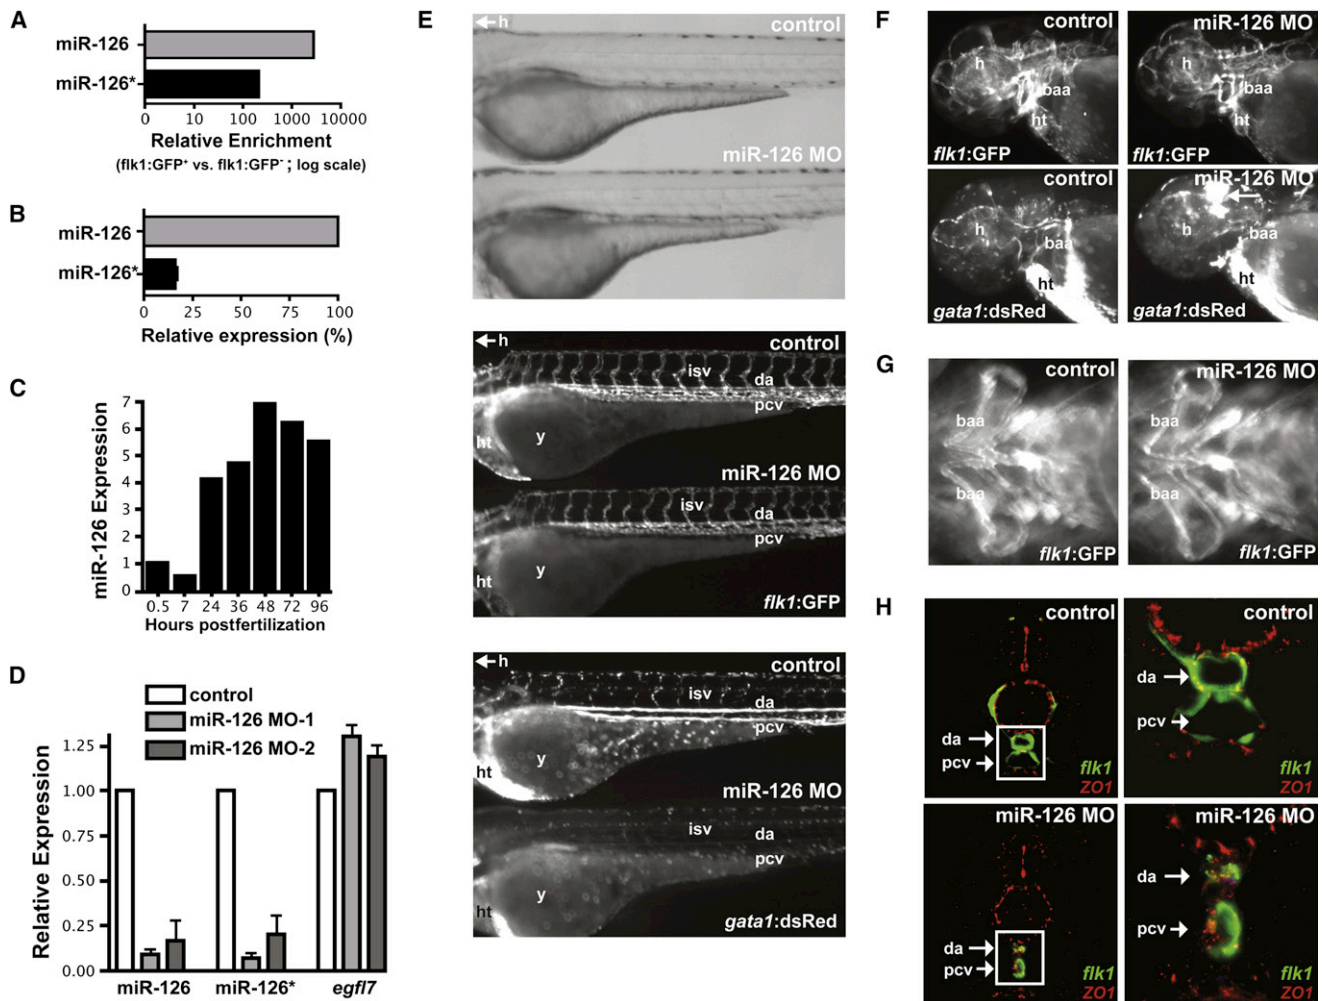 A
miR-126
miR-126*
0 10 100 1000 10000
Relative Enrichment
(flk1:GFP⁺ vs. flk1:GFP⁻ ; log scale)
B
miR-126
miR-126*
0 25 50 75 100
Relative expression (%)
C
miR-126 Expression
7
6
5
4
3
2
1
0
0.5 7 24 36 48 72 96
Hours postfertilization
D
control
miR-126 MO-1
miR-126 MO-2
Relative Expression
1.25
1.00
0.75
0.50
0.25
0.00
miR-126 miR-126* egfl7
E
h
control
miR-126 MO
h
control
isv
da
pcv
ht
y
miR-126 MO
isv
da
pcv
ht
y
flk1:GFP
h
control
isv
da
pcv
ht
y
miR-126 MO
isv
da
pcv
y
ht
gata1:dsRed
F
control
h
baa
ht
flk1:GFP
miR-126 MO
h
baa
ht
flk1:GFP
control
h
baa
ht
gata1:dsRed
miR-126 MO
h
baa
ht
gata1:dsRed
G
control
baa
baa
flk1:GFP
miR-126 MO
baa
baa
flk1:GFP
H
control
da
pcv
flk1
ZO1
control
da
pcv
flk1
ZO1
miR-126 MO
da
pcv
flk1
ZO1
miR-126 MO
da
pcv
flk1
ZO1